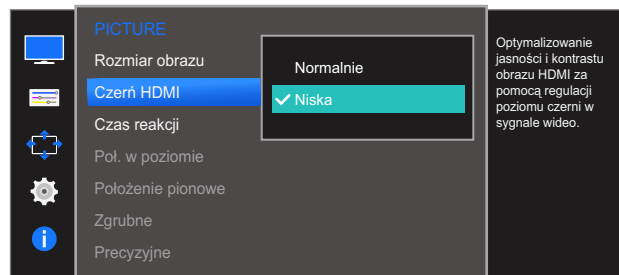 PICTURE
Rozmiar obrazu
Czerń HDMI
Czas reakcji
Poł. w poziomie
Położenie pionowe
Zgrubne
Precyzyjne
Normalnie
Niska
Optymalizowanie
jasności i kontrastu
obrazu HDMI za
pomocą regulacji
poziomu czerni w
sygnale wideo.